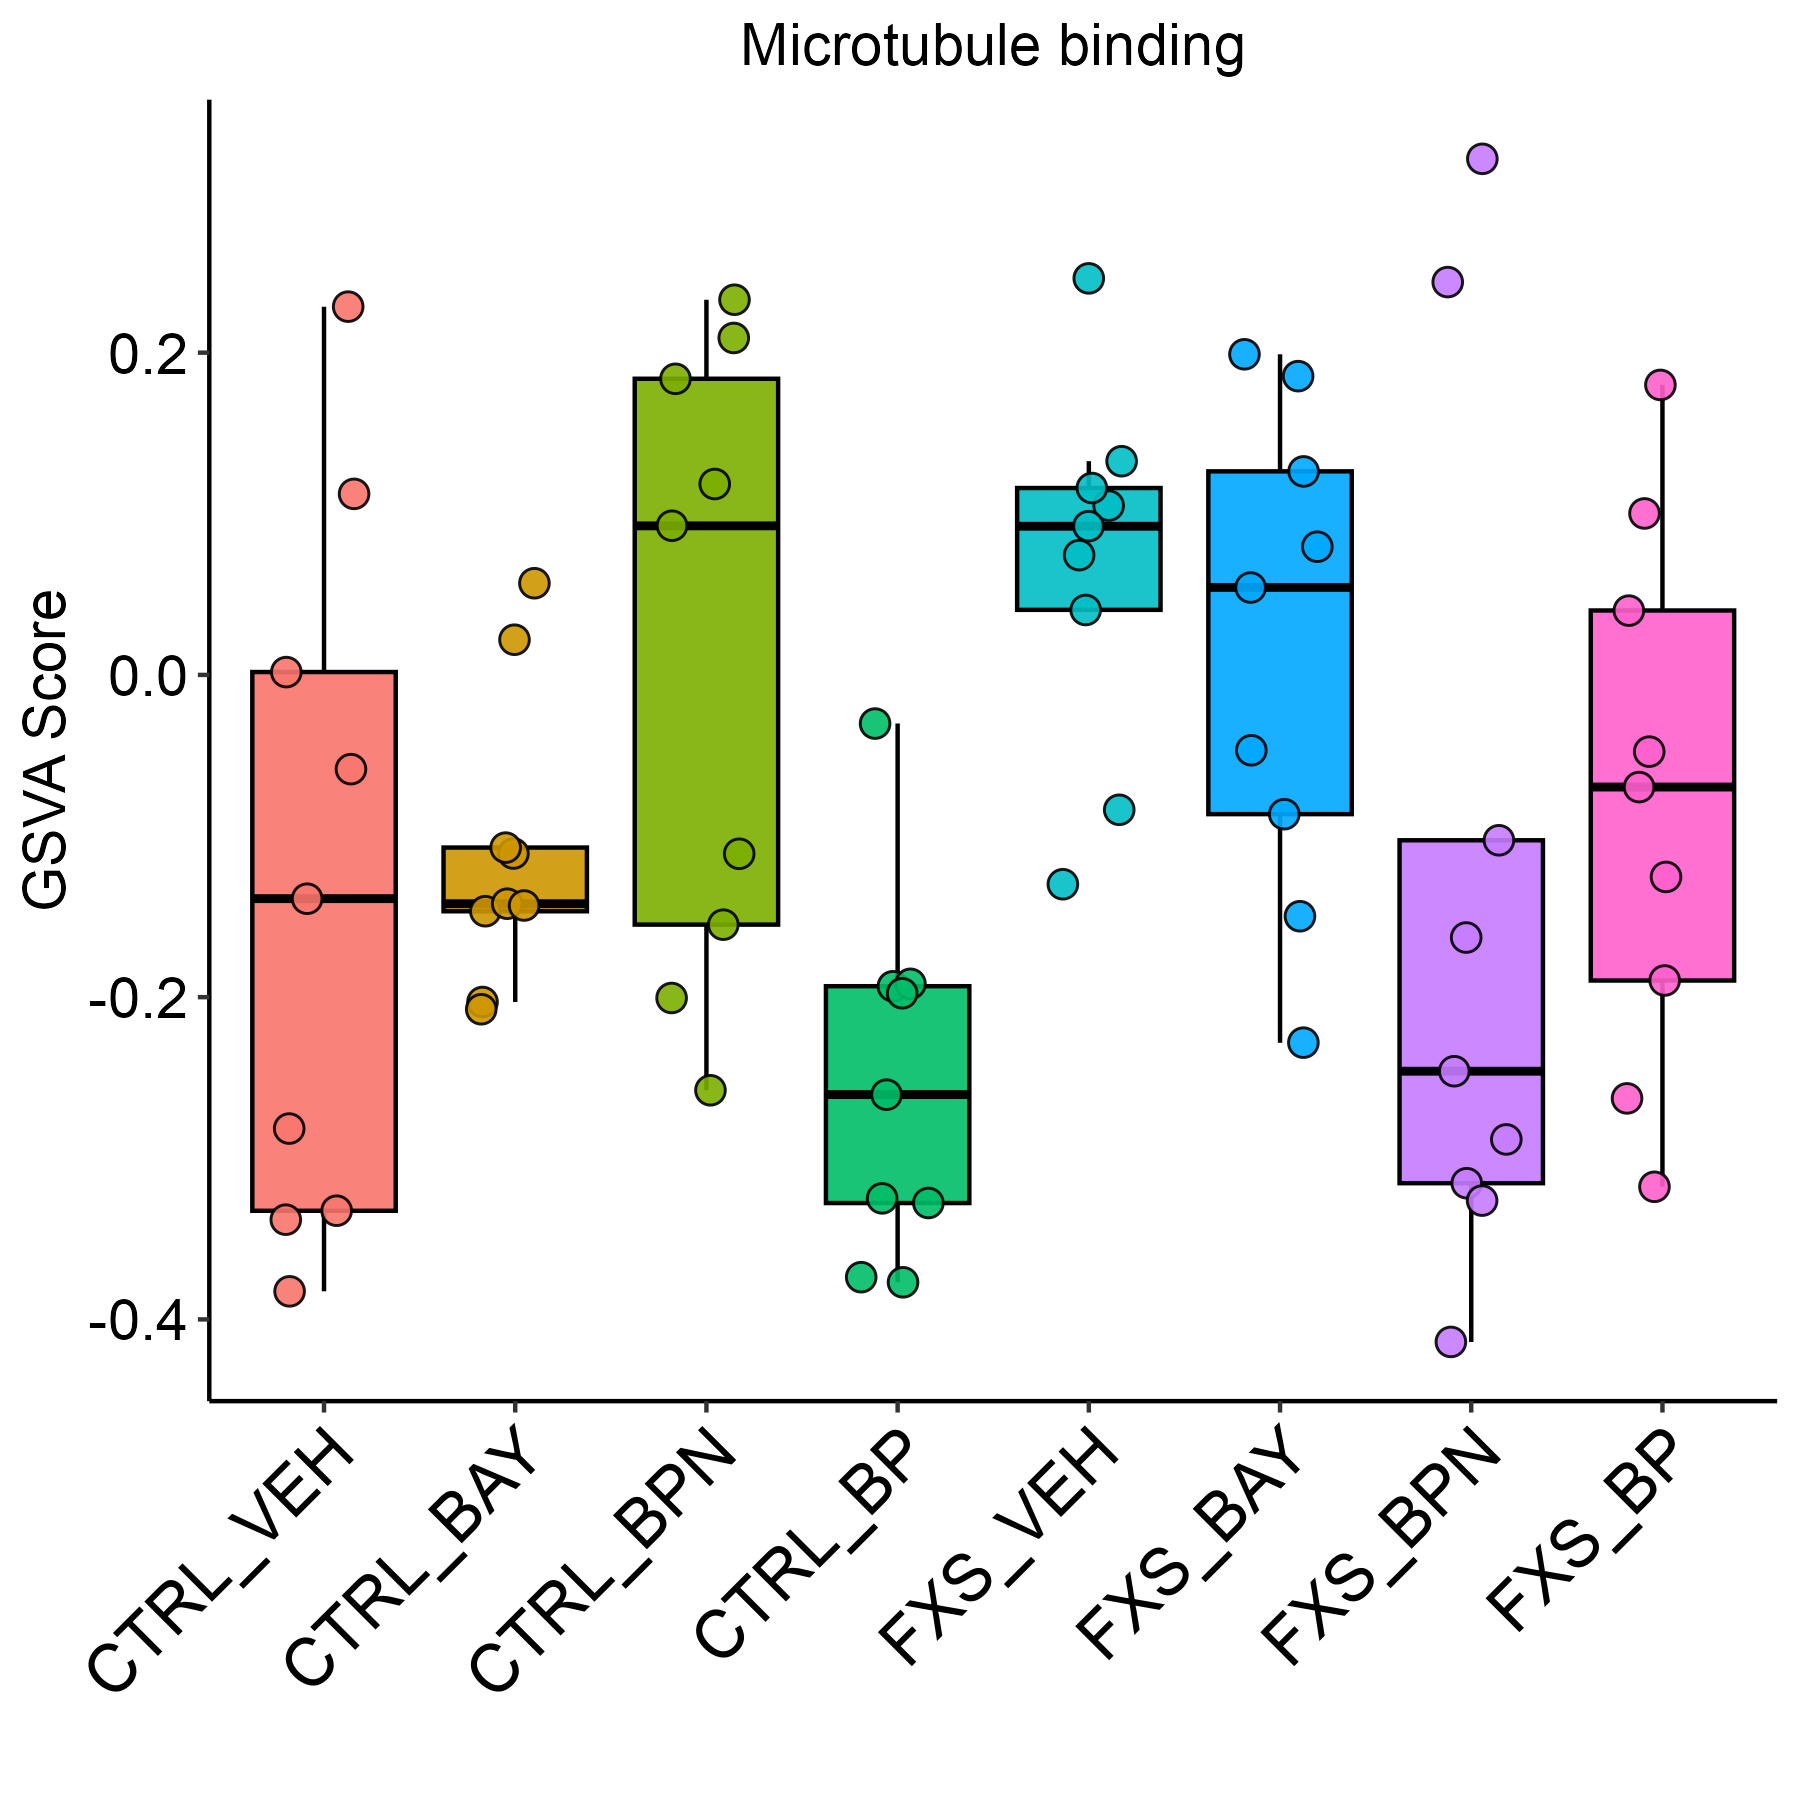 Microtubule binding
GSVA Score
0.2
0.0
-0.2
-0.4
CTRL_VEH
CTRL_BAY
CTRL_BPN
CTRL_BP
FXS_VEH
FXS_BAY
FXS_BPN
FXS_BP